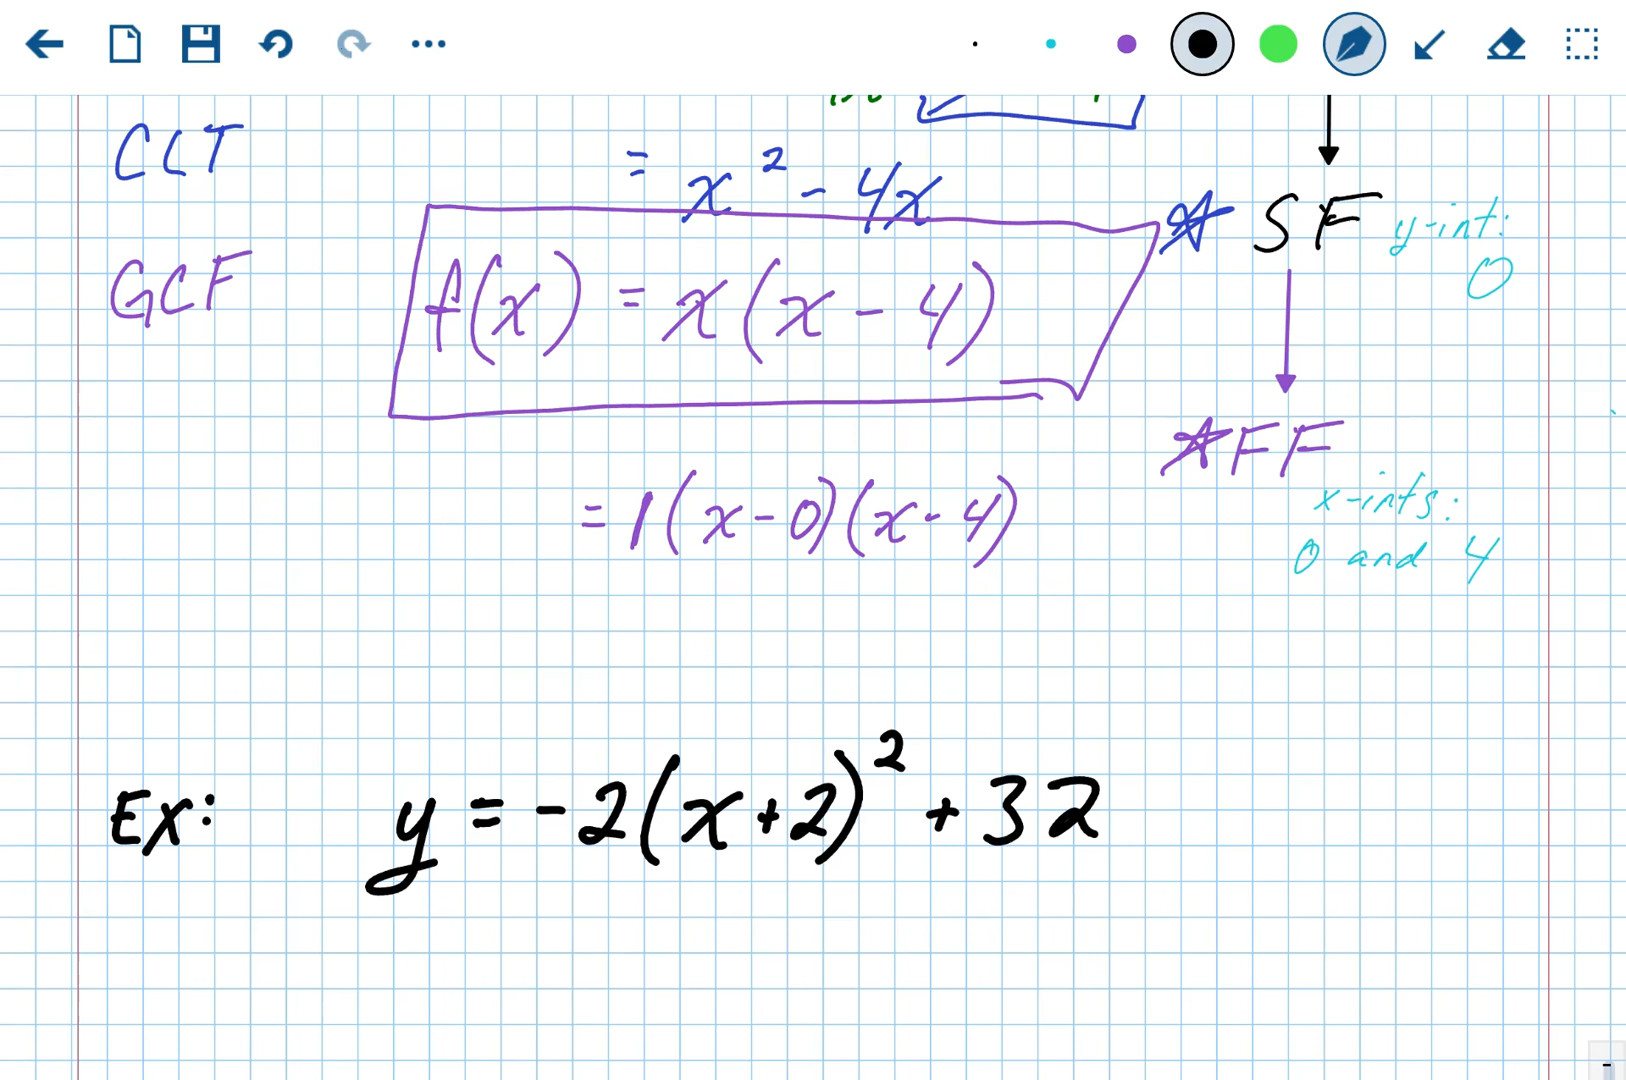 CLT = x² - 4x
SF y-int:
0
GCF f(x) = x(x - 4)
FF
= 1(x - 0)(x - 4) x-ints:
0 and 4
Ex: y = -2(x+2)² + 32